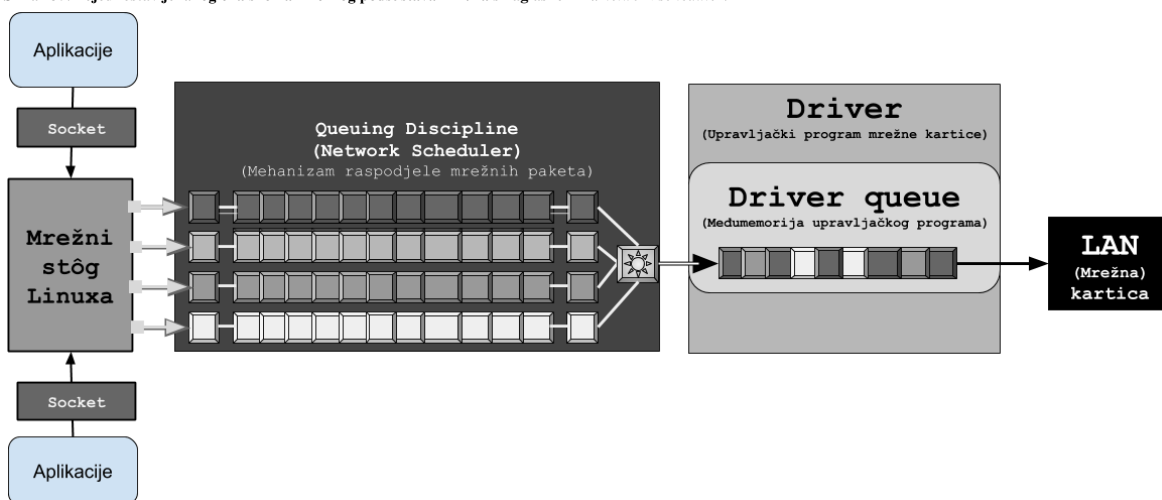 Aplikacije
Socket
Mrežni
stôg
Linuxa
Socket
Aplikacije
Queuing Discipline
(Network Scheduler)
(Mehanizam raspodjele mrežnih paketa)
Driver
(Upravljački program mrežne kartice)
Driver queue
(Međumemorija upravljačkog programa)
LAN
(Mrežna)
kartica